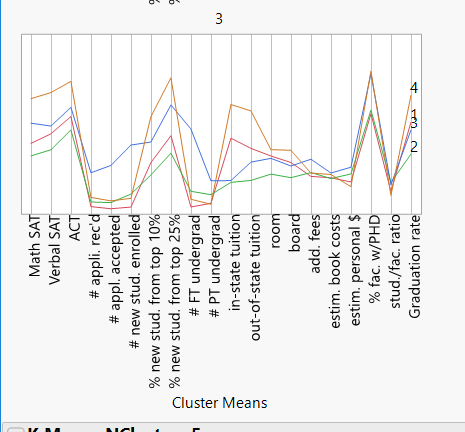 3
4
1
3
2
Math SAT
Verbal SAT
ACT
# appli. rec'd
# appl. accepted
# new stud. enrolled
% new stud. from top 10%
% new stud. from top 25%
# FT undergrad
# PT undergrad
in-state tuition
out-of-state tuition
room
board
add. fees
estim. book costs
estim. personal $
% fac. w/PHD
stud./fac. ratio
Graduation rate
Cluster Means